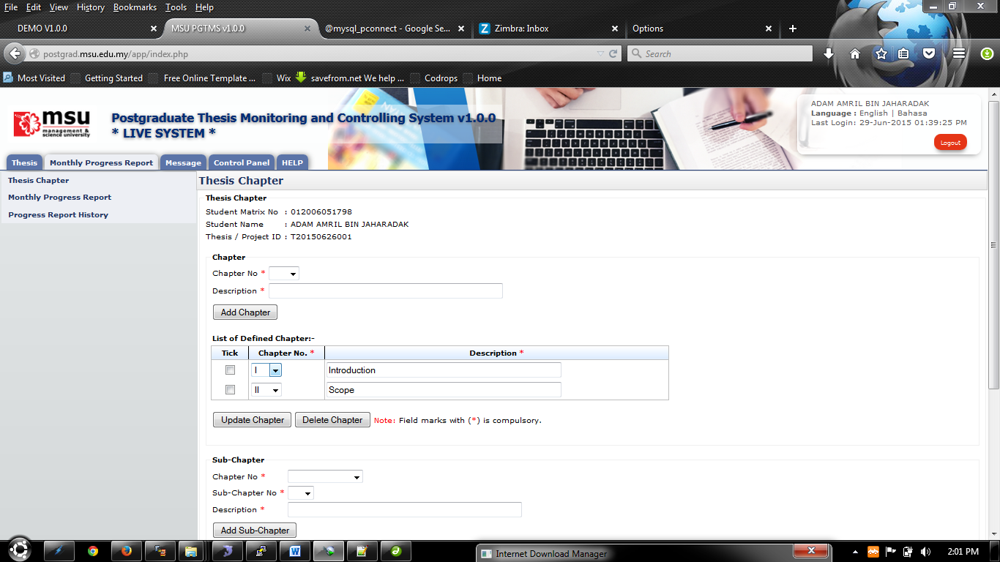 File Edit View History Bookmarks Tools Help
DEMO V1.0.0
MSU PGTMS v1.0.0
@mysql_pconnect - Google Se...
Zimbra: Inbox
Options
postgrad.msu.edu.my/app/index.php
Search
Most Visited
Getting Started
Free Online Template ...
Wix
savefrom.net We help ...
Codrops
Home
msu
management &
science university
Postgraduate Thesis Monitoring and Controlling System v1.0.0
* LIVE SYSTEM *
ADAM AMRIL BIN JAHARADAK
Language : English | Bahasa
Last Login: 29-Jun-2015 01:39:25 PM
Logout
Thesis
Monthly Progress Report
Message
Control Panel
HELP
Thesis Chapter
Monthly Progress Report
Progress Report History
Thesis Chapter
Thesis Chapter
Student Matrix No : 012006051798
Student Name : ADAM AMRIL BIN JAHARADAK
Thesis / Project ID : T20150626001
Chapter
Chapter No *
Description *
Add Chapter
List of Defined Chapter:-
Tick Chapter No. * Description *
I Introduction
II Scope
Update Chapter Delete Chapter Note: Field marks with (*) is compulsory.
Sub-Chapter
Chapter No *
Sub-Chapter No *
Description *
Add Sub-Chapter
Internet Download Manager
2:01 PM